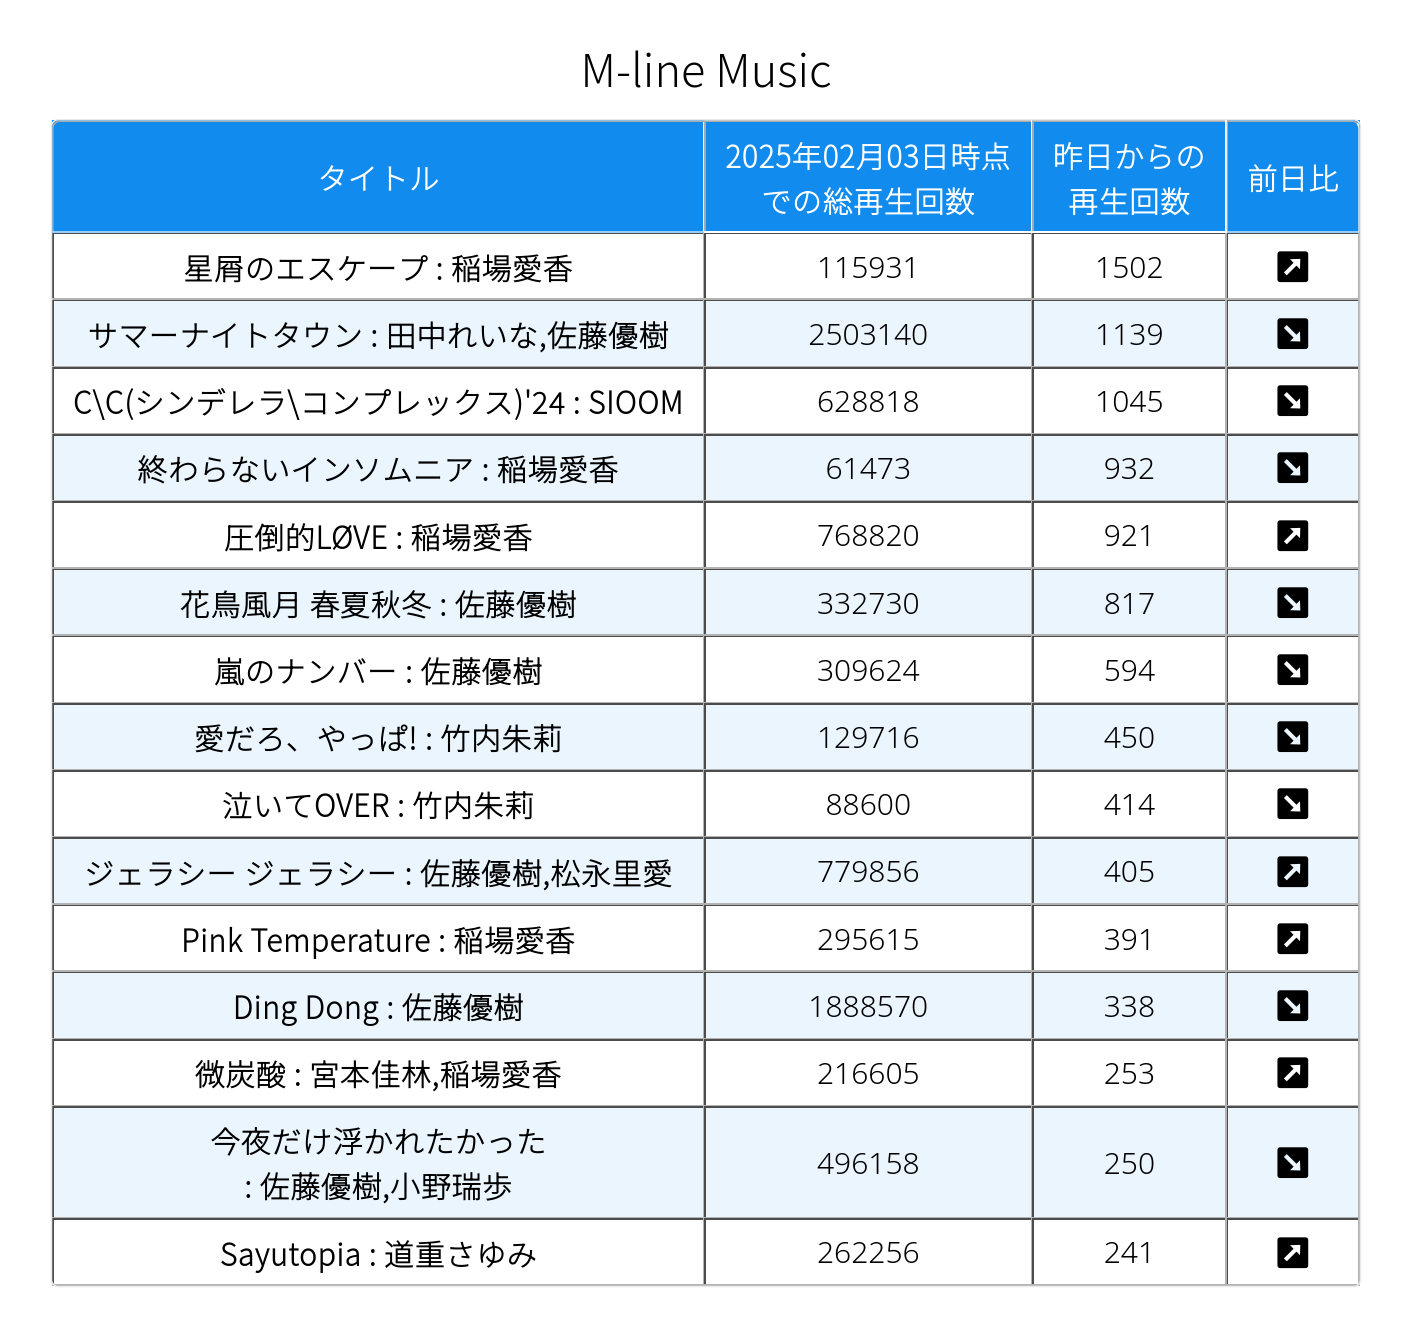 M-line Music
タイトル
2025年02月03日時点
での総再生回数
昨日からの
再生回数
前日比
星屑のエスケープ : 稲場愛香 115931 1502 ↗
サマーナイトタウン : 田中れいな,佐藤優樹 2503140 1139 ↘
C\C(シンデレラ\コンプレックス)'24 : SIOOM 628818 1045 ↘
終わらないインソムニア : 稲場愛香 61473 932 ↘
圧倒的LØVE : 稲場愛香 768820 921 ↗
花鳥風月 春夏秋冬 : 佐藤優樹 332730 817 ↘
嵐のナンバー : 佐藤優樹 309624 594 ↘
愛だろ、やっぱ! : 竹内朱莉 129716 450 ↘
泣いてOVER : 竹内朱莉 88600 414 ↘
ジェラシー ジェラシー : 佐藤優樹,松永里愛 779856 405 ↗
Pink Temperature : 稲場愛香 295615 391 ↗
Ding Dong : 佐藤優樹 1888570 338 ↘
微炭酸 : 宮本佳林,稲場愛香 216605 253 ↗
今夜だけ浮かれたかった
: 佐藤優樹,小野瑞歩 496158 250 ↘
Sayutopia : 道重さゆみ 262256 241 ↗